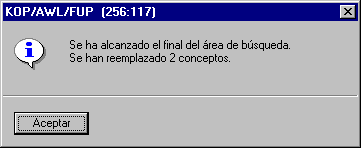 KOP/AWL/FUP (256:117)
Se ha alcanzado el final del área de búsqueda.
Se han reemplazado 2 conceptos.
Aceptar